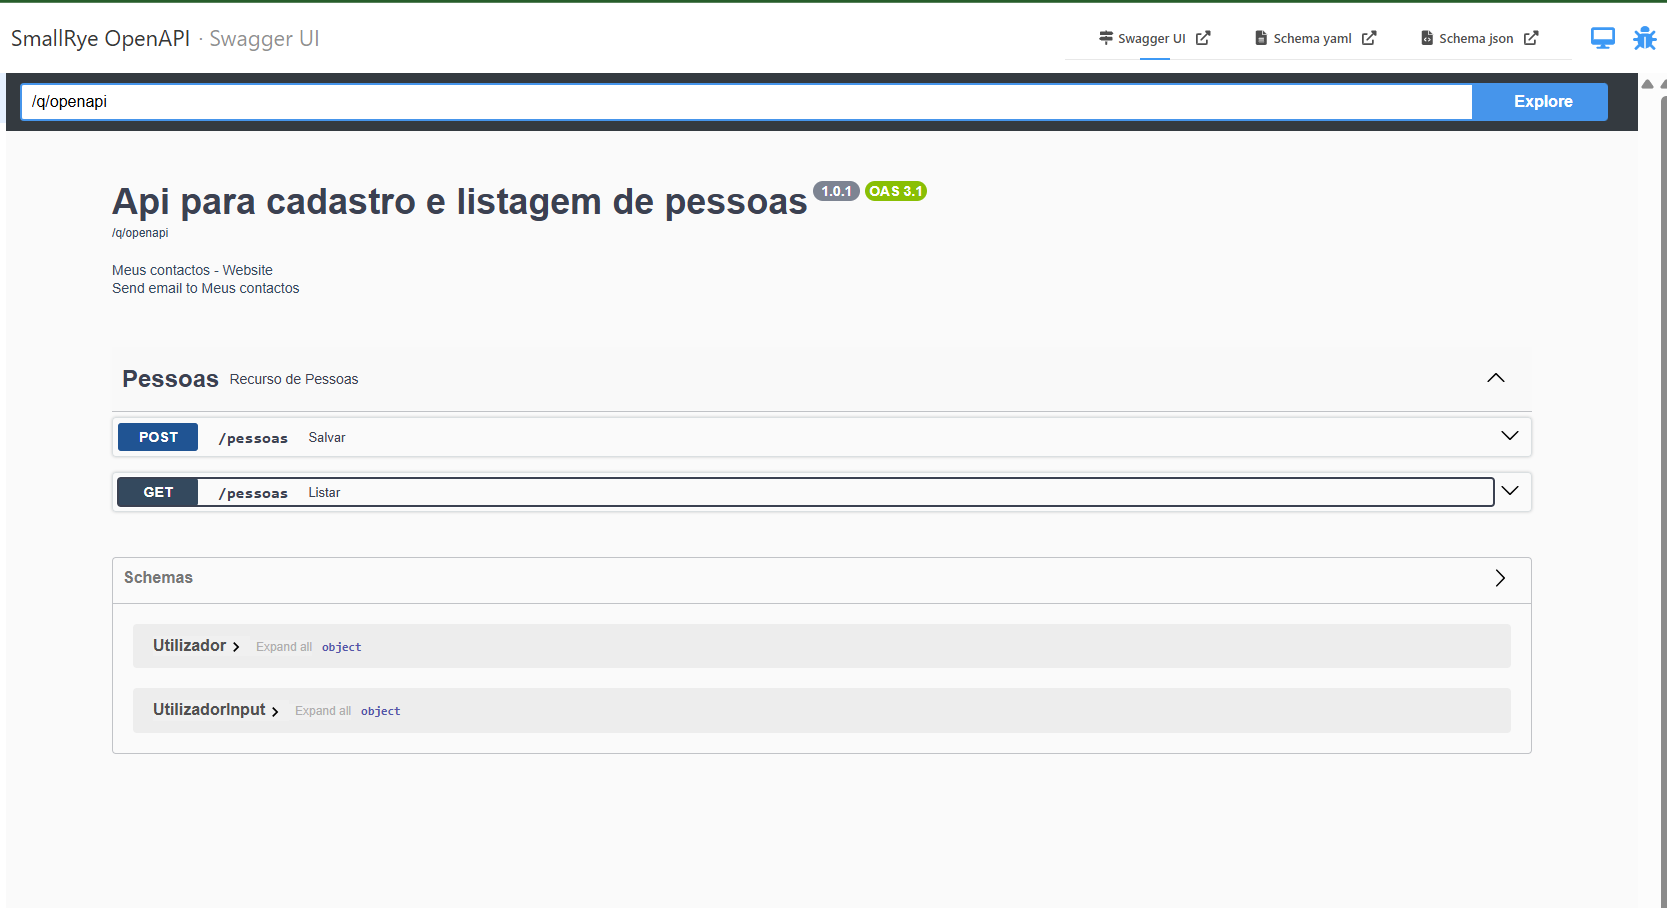 SmallRye OpenAPI · Swagger UI
Swagger UI
Schema yaml
Schema json
/q/openapi
Explore
Api para cadastro e listagem de pessoas 1.0.1 OAS 3.1
/q/openapi
Meus contactos - Website
Send email to Meus contactos
Pessoas Recurso de Pessoas
POST /pessoas Salvar
GET /pessoas Listar
Schemas
Utilizador Expand all object
UtilizadorInput Expand all object